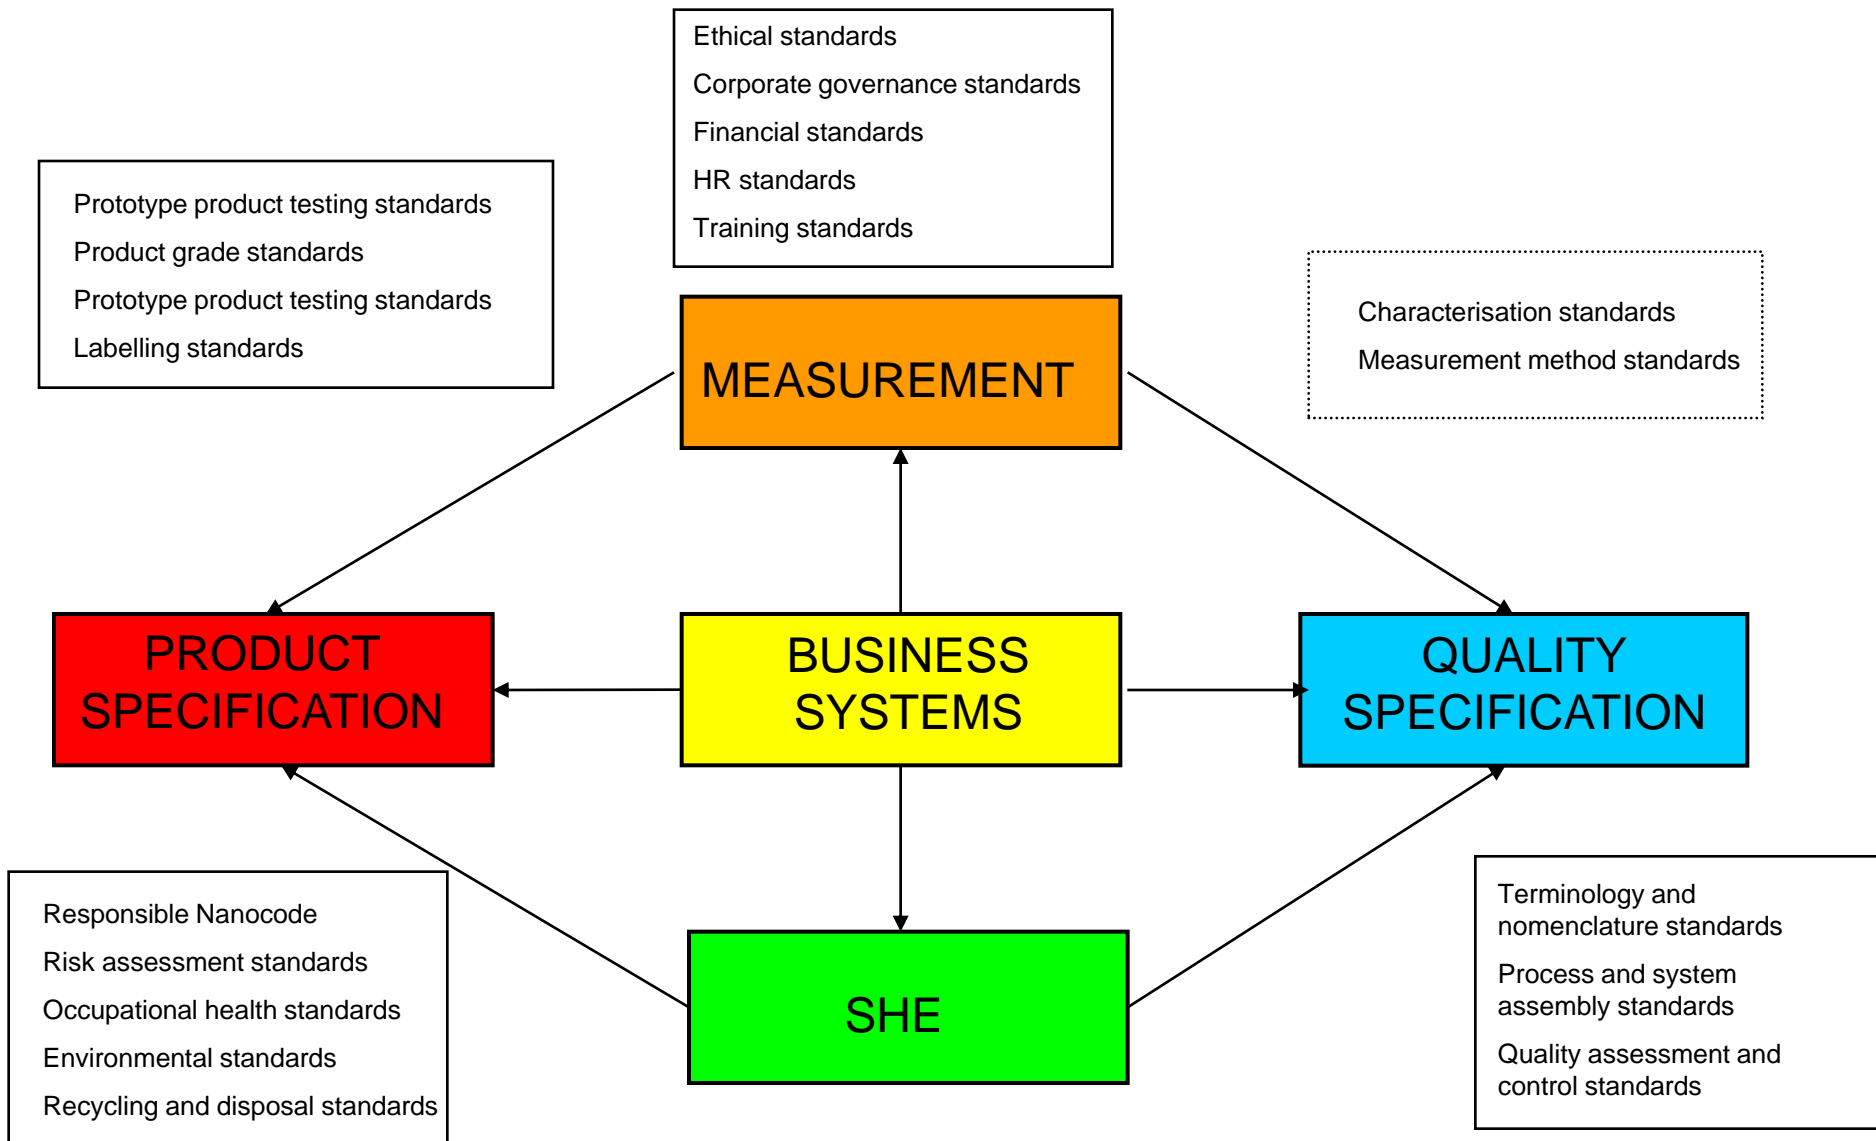 Ethical standards
Corporate governance standards
Financial standards
HR standards
Training standards
Prototype product testing standards
Product grade standards
Prototype product testing standards
Labelling standards
Characterisation standards
Measurement method standards
MEASUREMENT
PRODUCT
SPECIFICATION
BUSINESS
SYSTEMS
QUALITY
SPECIFICATION
Responsible Nanocode
Risk assessment standards
Occupational health standards
Environmental standards
Recycling and disposal standards
SHE
Terminology and
nomenclature standards
Process and system
assembly standards
Quality assessment and
control standards